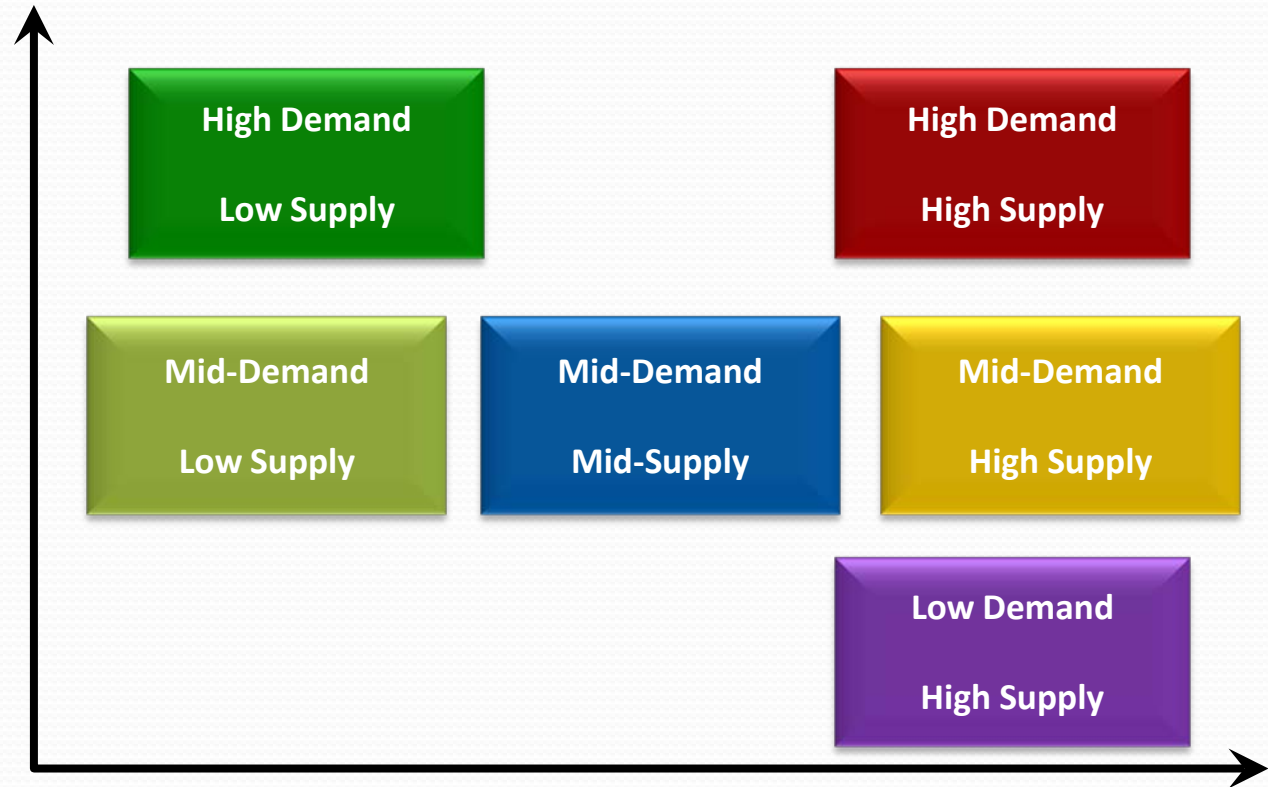 High Demand
Low Supply
High Demand
High Supply
Mid-Demand
Low Supply
Mid-Demand
Mid-Supply
Mid-Demand
High Supply
Low Demand
High Supply